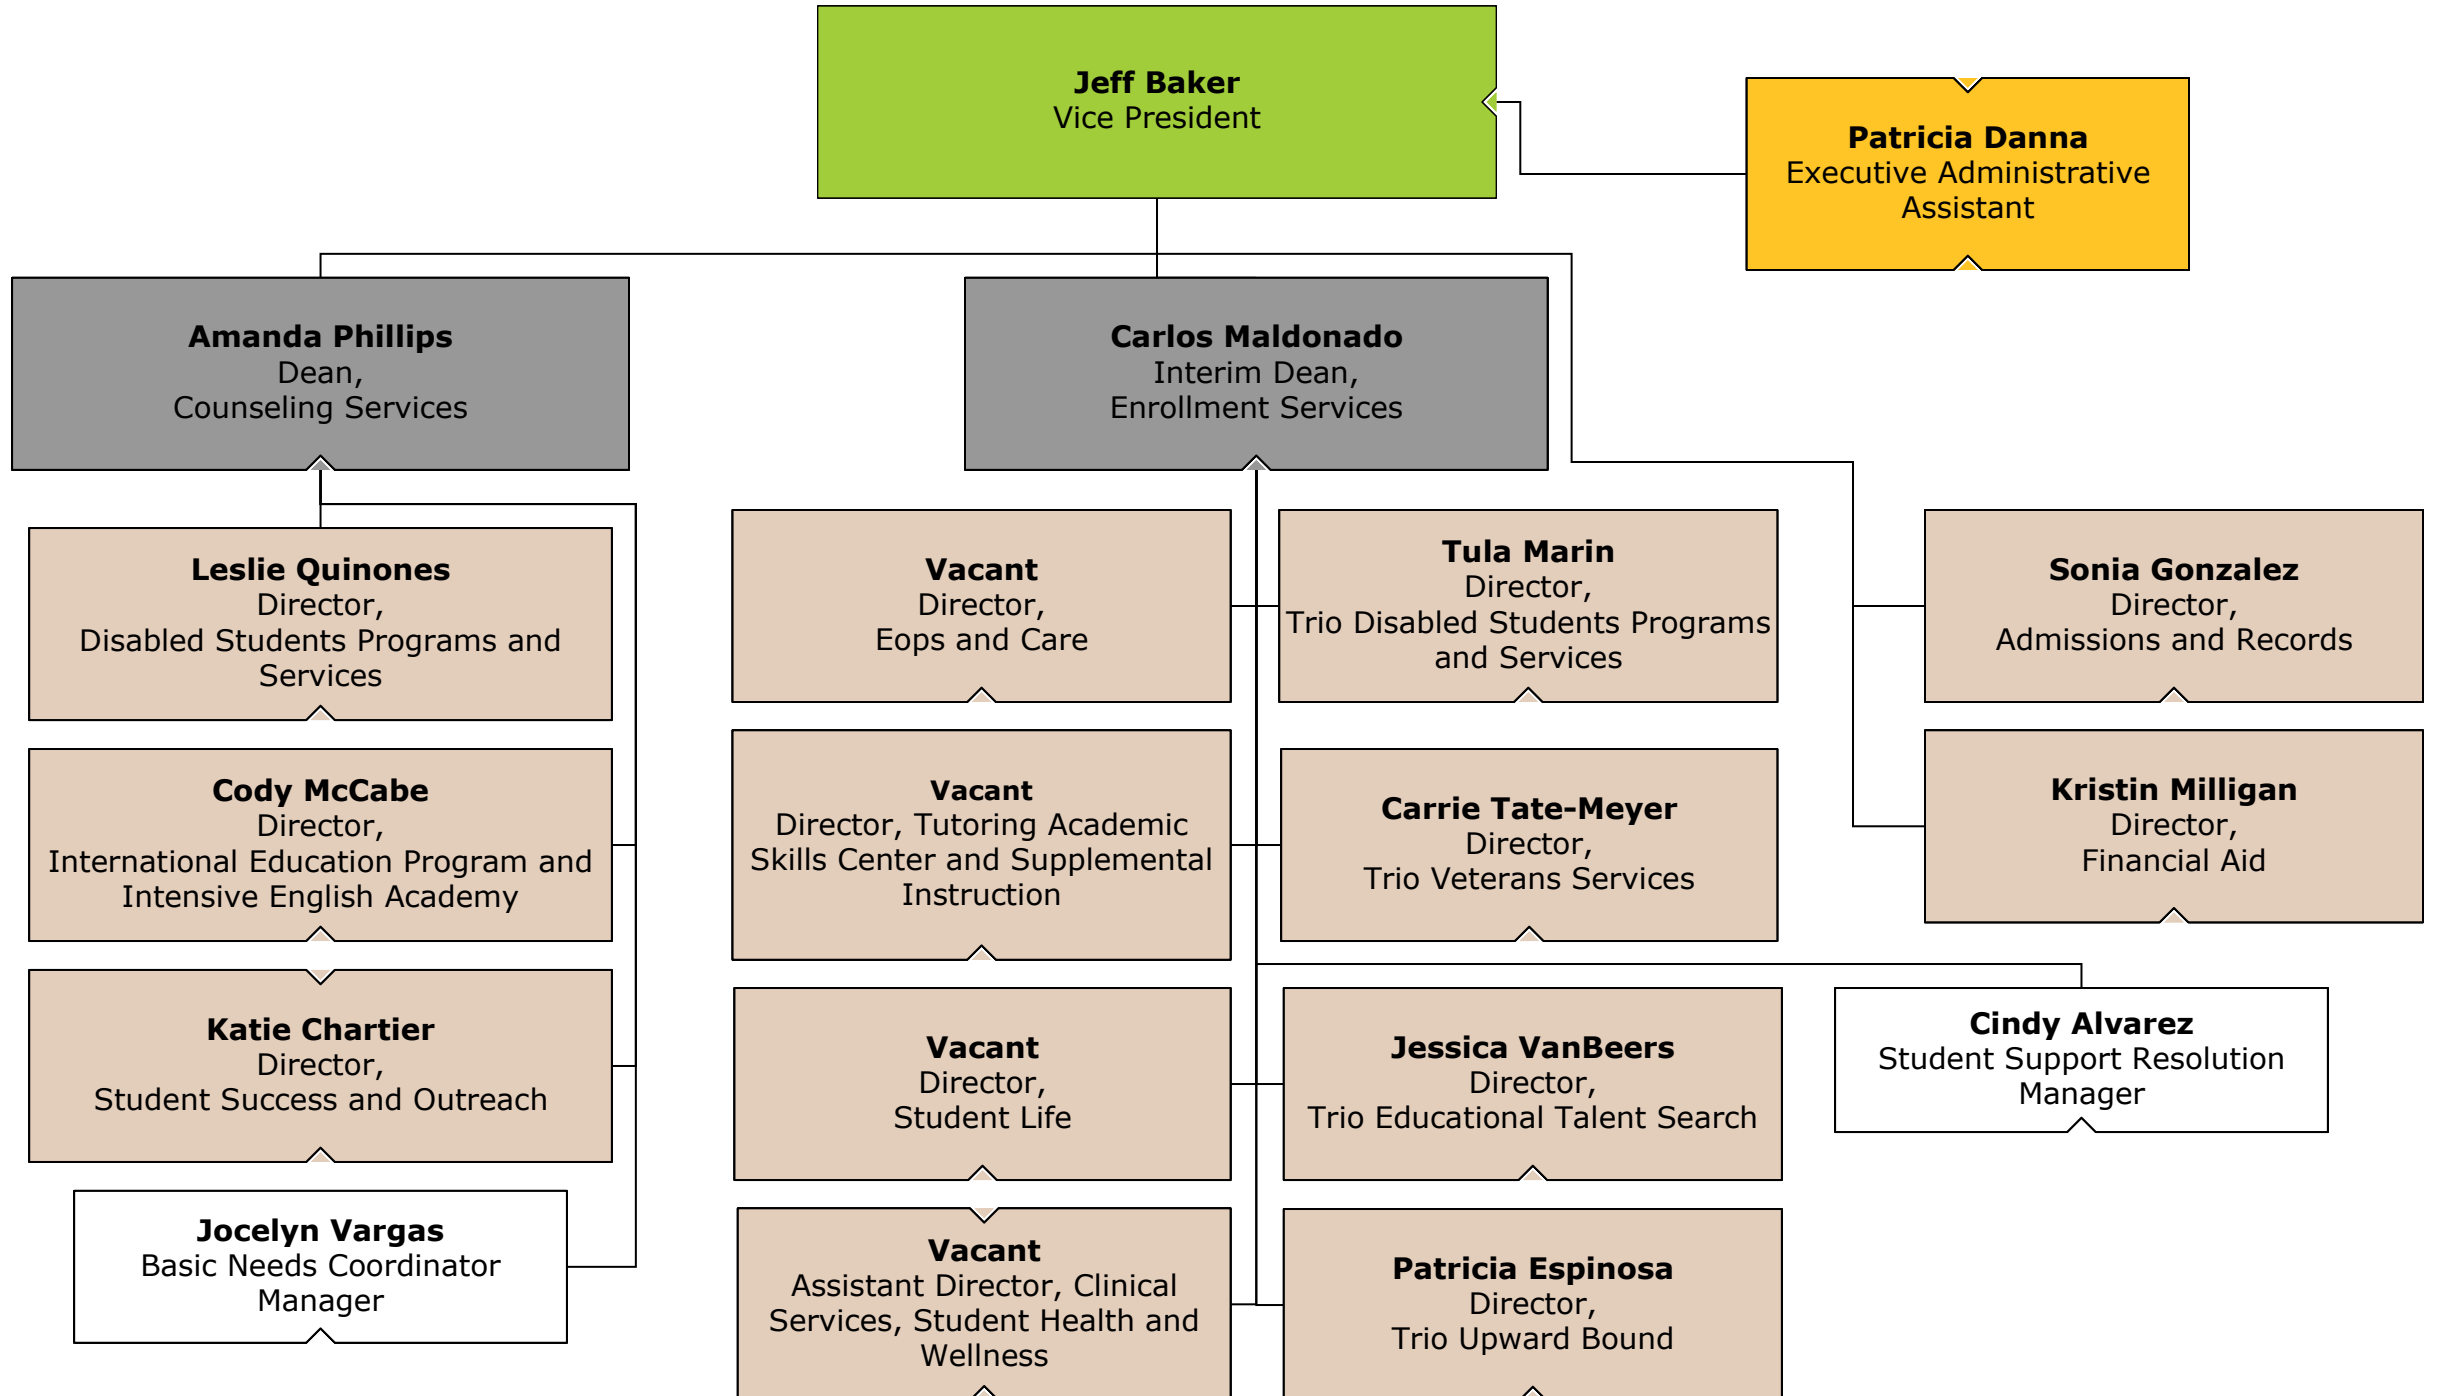 Jeff Baker
Vice President
Patricia Danna
Executive Administrative
Assistant
Amanda Phillips
Dean,
Counseling Services
Carlos Maldonado
Interim Dean,
Enrollment Services
Leslie Quinones
Director,
Disabled Students Programs and
Services
Cody McCabe
Director,
International Education Program and
Intensive English Academy
Katie Chartier
Director,
Student Success and Outreach
Jocelyn Vargas
Basic Needs Coordinator
Manager
Vacant
Director,
Eops and Care
Vacant
Director, Tutoring Academic
Skills Center and Supplemental
Instruction
Vacant
Director,
Student Life
Vacant
Assistant Director, Clinical
Services, Student Health and
Wellness
Tula Marin
Director,
Trio Disabled Students Programs
and Services
Carrie Tate-Meyer
Director,
Trio Veterans Services
Jessica VanBeers
Director,
Trio Educational Talent Search
Patricia Espinosa
Director,
Trio Upward Bound
Sonia Gonzalez
Director,
Admissions and Records
Kristin Milligan
Director,
Financial Aid
Cindy Alvarez
Student Support Resolution
Manager